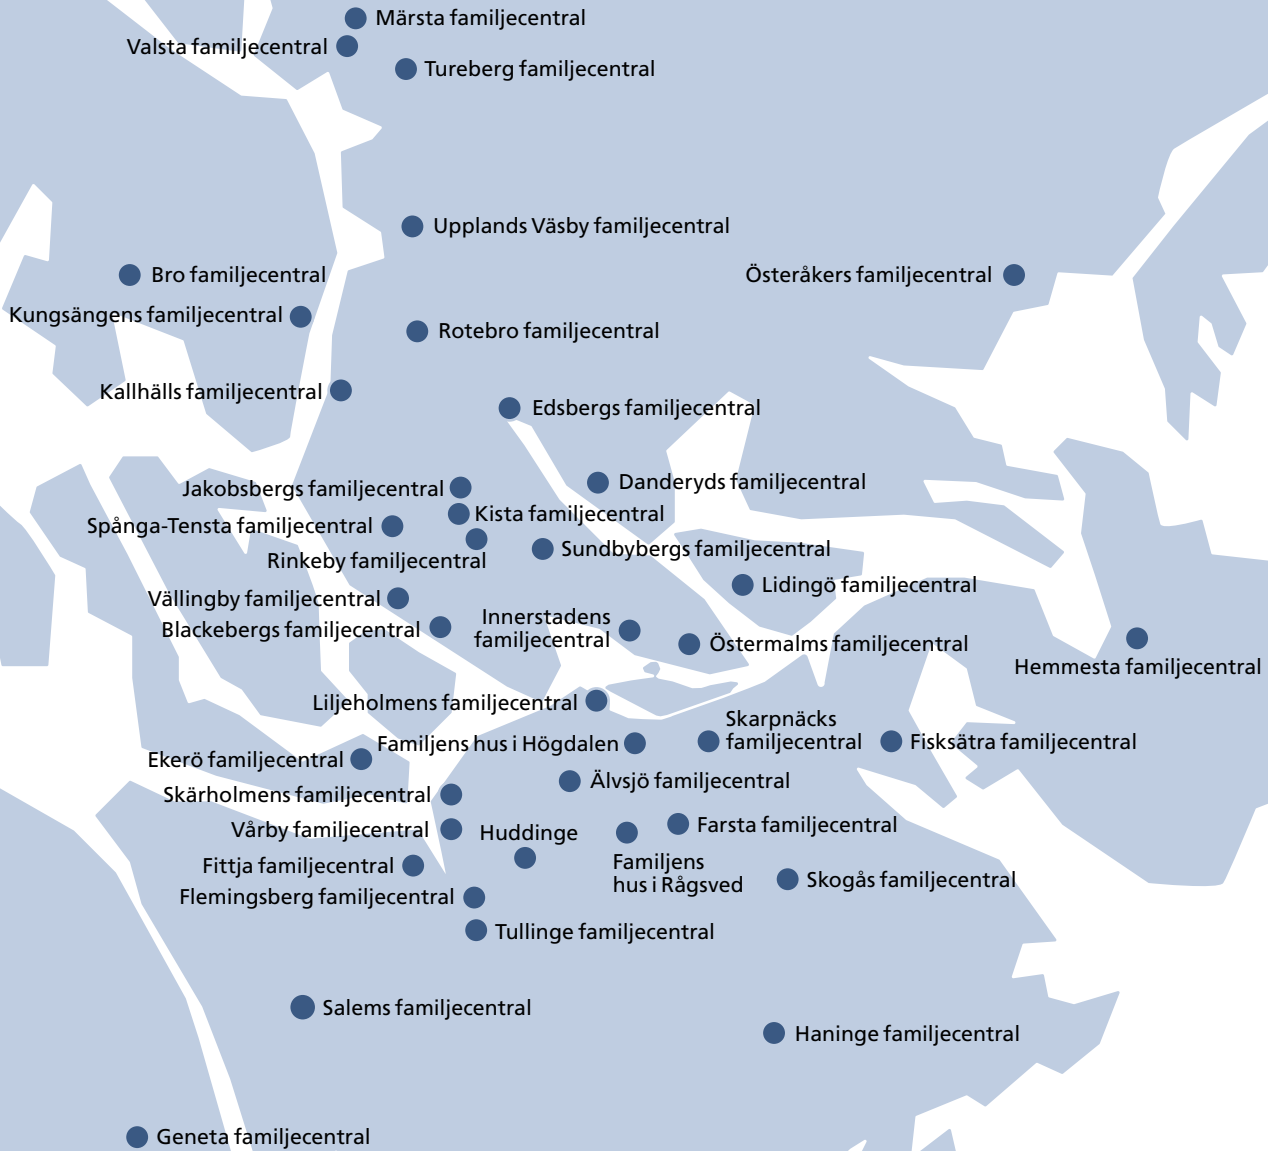 Märsta familjecentral
Valsta familjecentral
Tureberg familjecentral
Upplands Väsby familjecentral
Bro familjecentral
Österåkers familjecentral
Kungsängens familjecentral
Rotebro familjecentral
Kallhälls familjecentral
Edsbergs familjecentral
Danderyds familjecentral
Jakobsbergs familjecentral
Kista familjecentral
Spånga-Tensta familjecentral
Sundbybergs familjecentral
Rinkeby familjecentral
Lidingö familjecentral
Vällingby familjecentral
Innerstadens
familjecentral
Blackebergs familjecentral
Östermalms familjecentral
Hemmesta familjecentral
Liljeholmens familjecentral
Skarpnäcks
familjecentral
Familjens hus i Högdalen
Fisksätra familjecentral
Ekerö familjecentral
Älvsjö familjecentral
Skärholmens familjecentral
Vårby familjecentral
Huddinge
Farsta familjecentral
Fittja familjecentral
Familjens
hus i Rågsved
Skogås familjecentral
Flemingsberg familjecentral
Tullinge familjecentral
Salems familjecentral
Haninge familjecentral
Geneta familjecentral